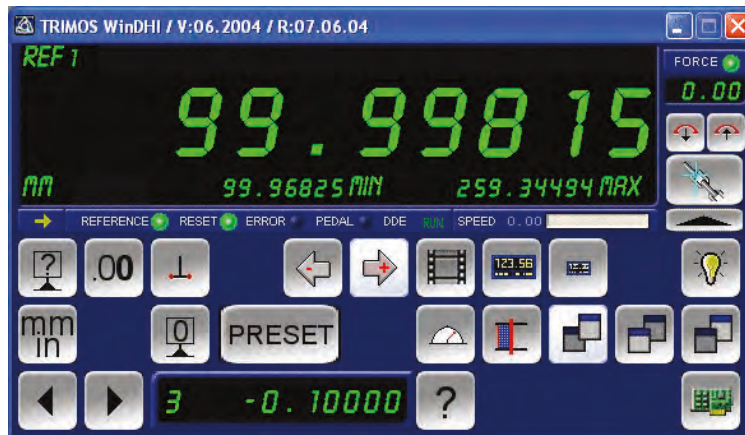 TRIMOS WinDHI / V:06.2004 / R:07.06.04
REF 1
FORCE
0.00
99.99815
MM 99.96825 MIN 259.34494 MAX
REFERENCE RESET ERROR PEDAL DDE RUN SPEED 0.00
? .00 123.56
mm
in
0 PRESET
3 -0.10000 ?